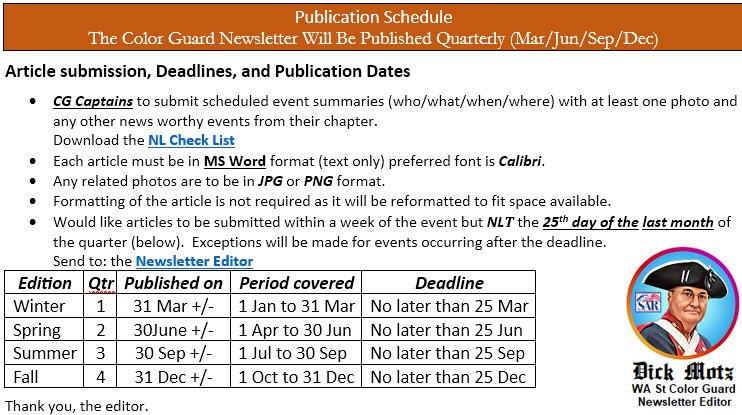 Publication Schedule
The Color Guard Newsletter Will Be Published Quarterly (Mar/Jun/Sep/Dec)
Article submission, Deadlines, and Publication Dates
• CG Captains to submit scheduled event summaries (who/what/when/where) with at least one photo and
any other news worthy events from their chapter.
Download the NL Check List
• Each article must be in MS Word format (text only) preferred font is Calibri.
• Any related photos are to be in JPG or PNG format.
• Formatting of the article is not required as it will be reformatted to fit space available.
• Would like articles to be submitted within a week of the event but NLT the 25th day of the last month of
the quarter (below). Exceptions will be made for events occurring after the deadline.
Send to: the Newsletter Editor
Edition Qtr Published on Period covered Deadline
Winter 1 31 Mar +/- 1 Jan to 31 Mar No later than 25 Mar
Spring 2 30June +/- 1 Apr to 30 Jun No later than 25 Jun
Summer 3 30 Sep +/- 1 Jul to 30 Sep No later than 25 Sep
Fall 4 31 Dec +/- 1 Oct to 31 Dec No later than 25 Dec
SAR
Dick Motz
WA St Color Guard
Newsletter Editor
Thank you, the editor.